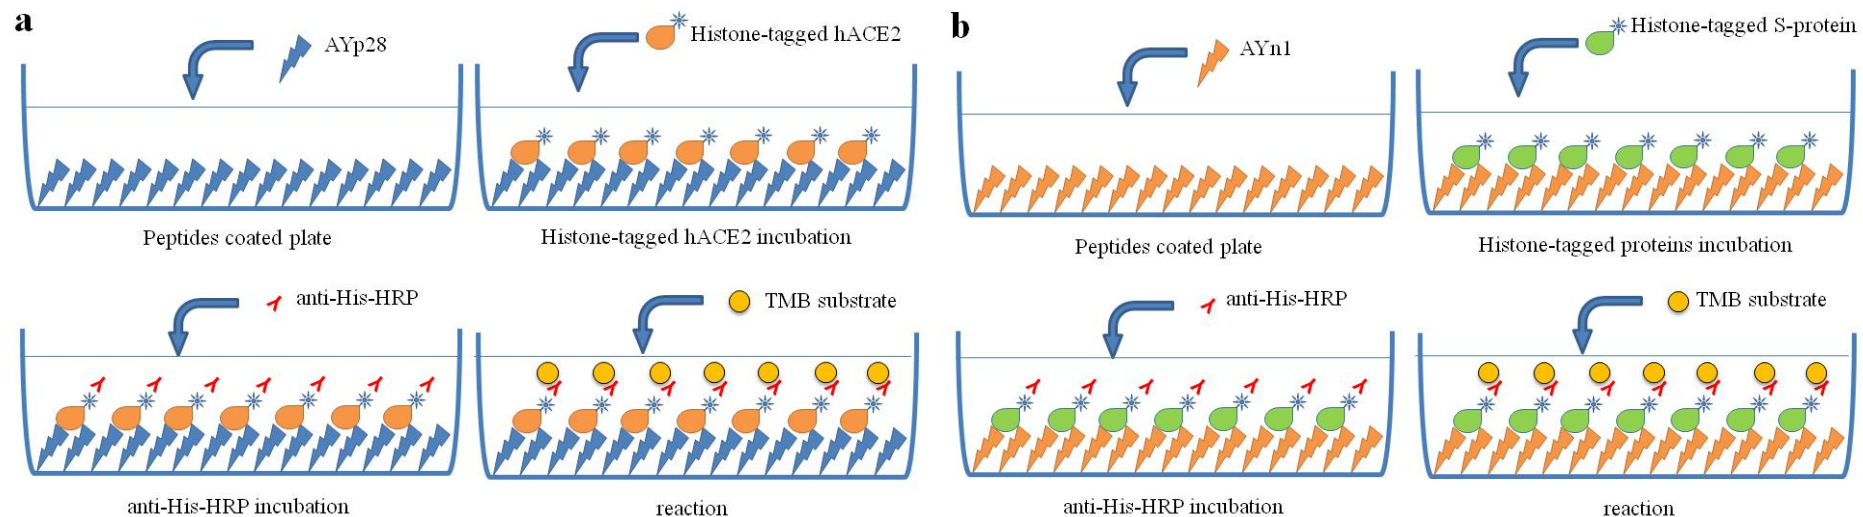 a
AYp28
Histone-tagged hACE2
Peptides coated plate
Histone-tagged hACE2 incubation
anti-His-HRP
TMB substrate
anti-His-HRP incubation
reaction
b
AYn1
Histone-tagged S-protein
Peptides coated plate
Histone-tagged proteins incubation
anti-His-HRP
TMB substrate
anti-His-HRP incubation
reaction